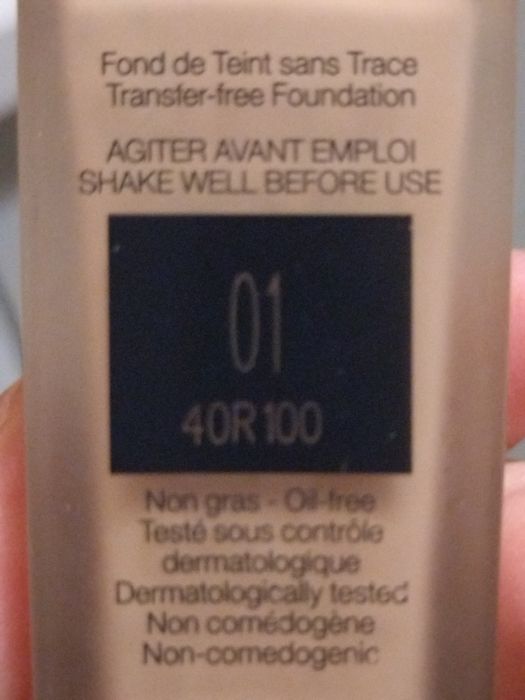 Fond de Teint sans Trace
Transfer-free Foundation
AGITER AVANT EMPLOI
SHAKE WELL BEFORE USE
01
40R100
Non gras - Oil-free
Testé sous contrôle
dermatologique
Dermatologically tested
Non comédogène
Non-comedogenic